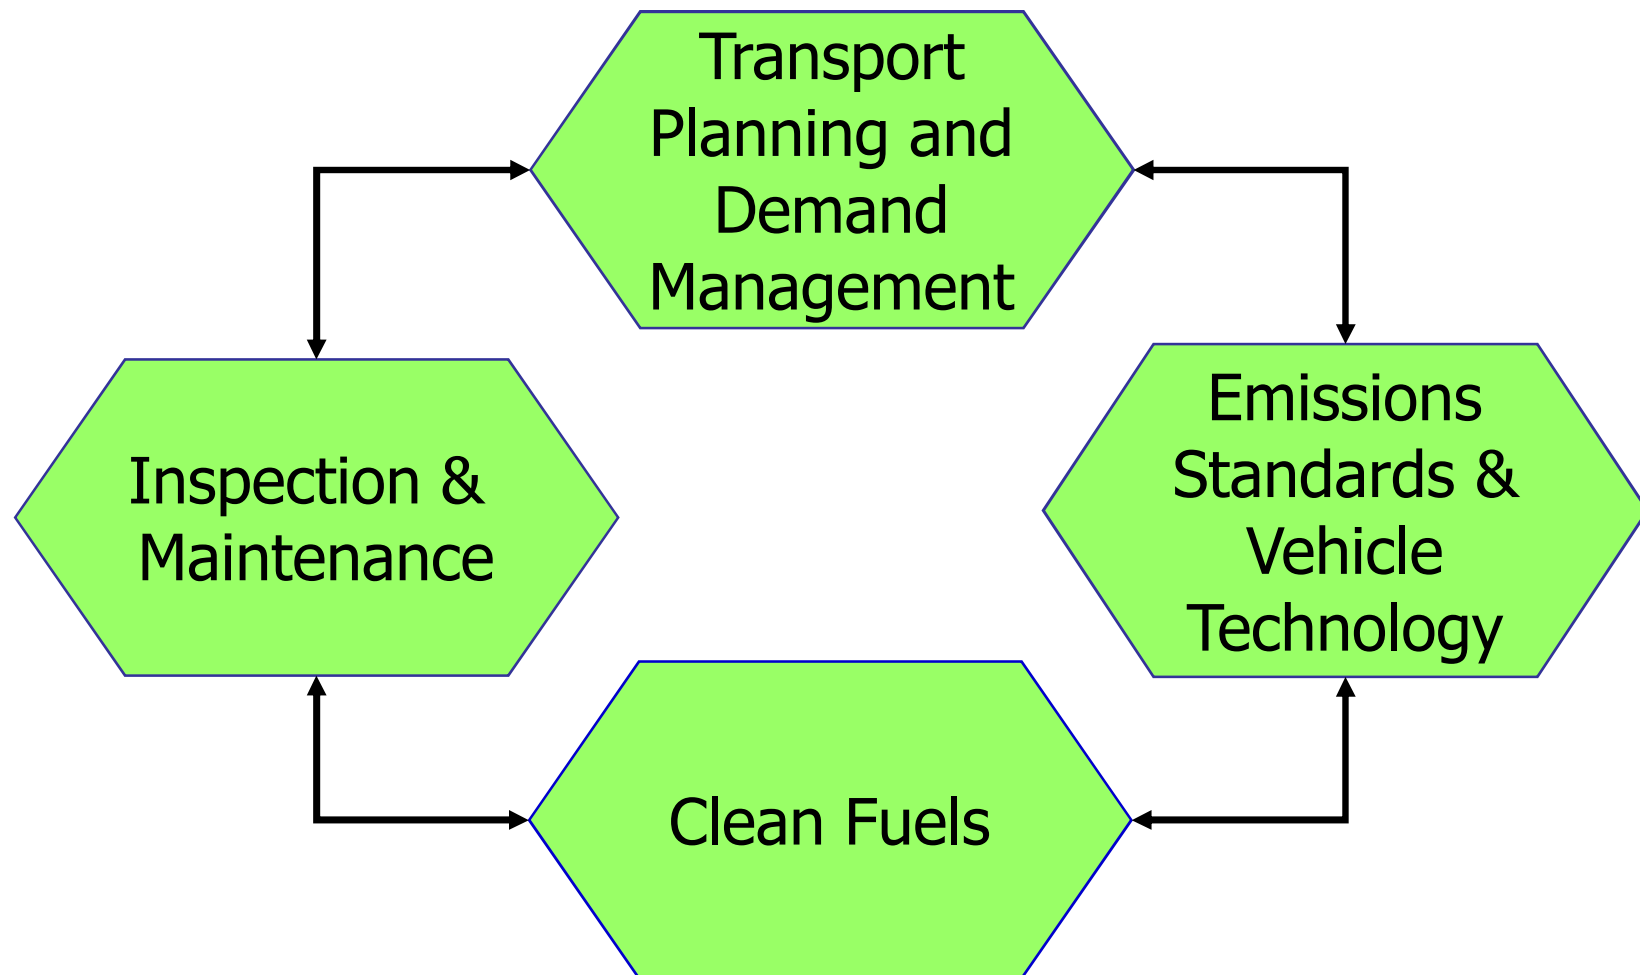 Transport
Planning and
Demand
Management
Inspection &
Maintenance
Emissions
Standards &
Vehicle
Technology
Clean Fuels